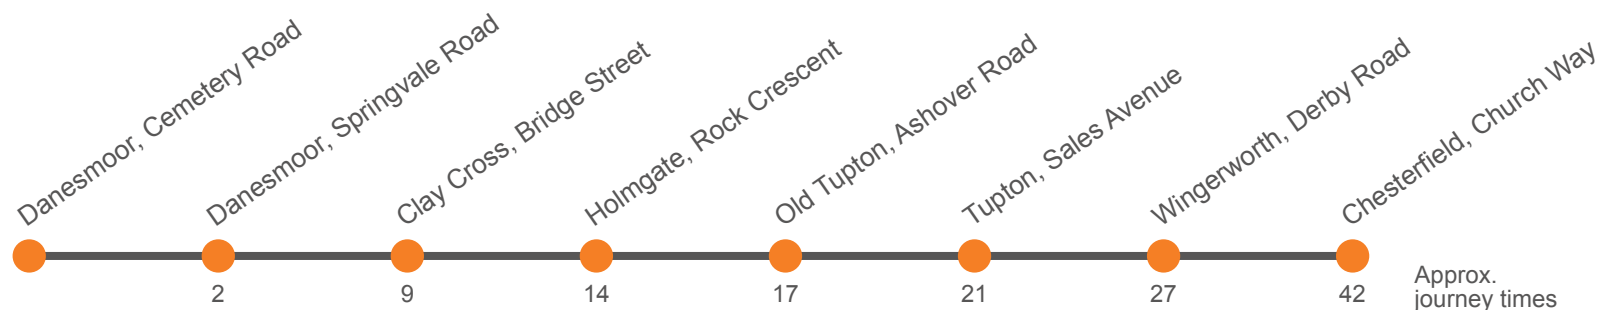 Danesmoor, Cemetery Road
Danesmoor, Springvale Road
Clay Cross, Bridge Street
Holmgate, Rock Crescent
Old Tupton, Ashover Road
Tupton, Sales Avenue
Wingerworth, Derby Road
Chesterfield, Church Way
2 9 14 17 21 27 42
Approx.
journey times